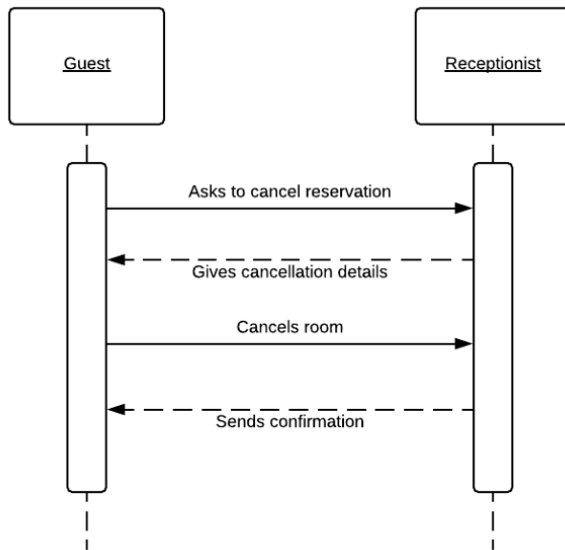 Guest
Receptionist
Asks to cancel reservation
Gives cancellation details
Cancels room
Sends confirmation